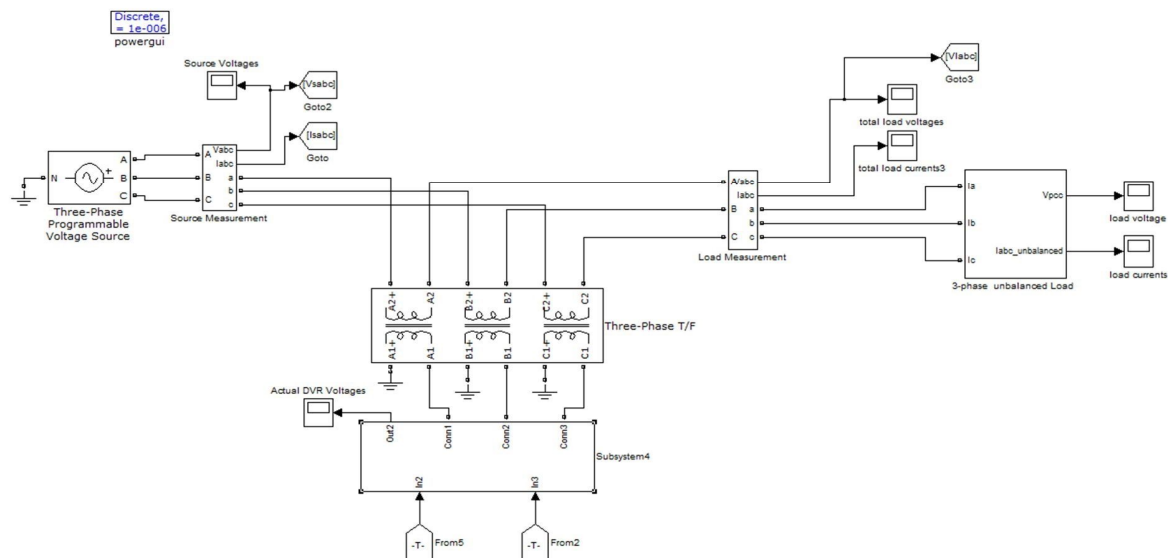 Discrete,
= 1e-006
powergui
Source Voltages
[Vsabc]
Goto2
[Isabc]
Goto
[VIabc]
Goto3
total load voltages
total load currents3
N
+
A
B
C
Three-Phase
Programmable
Voltage Source
A
B
C
Vabc
Iabc
a
b
c
Source Measurement
A
B
C
Vabc
Iabc
a
b
c
Load Measurement
Ia
Ib
Ic
Vpcc
Iabc_unbalanced
3-phase unbalanced Load
load voltage
load currents
A2+
A2
B2+
B2
C2+
C2
A1+
A1
B1+
B1
C1+
C1
Three-Phase T/F
Actual DVR Voltages
Out2
Conn1
Conn2
Conn3
In2
In3
Subsystem4
-T-
From5
-T-
From2